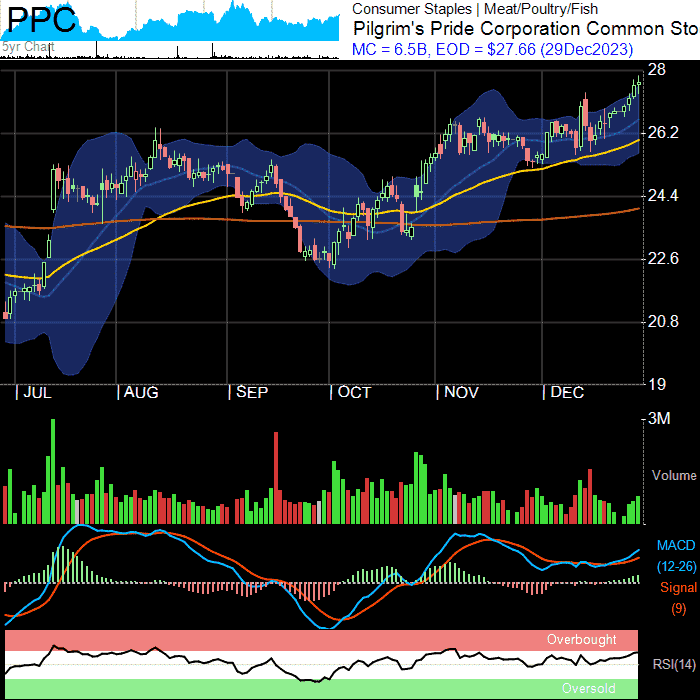 PPC
5yr Chart
Consumer Staples | Meat/Poultry/Fish
Pilgrim's Pride Corporation Common Sto
MC = 6.5B, EOD = $27.66 (29Dec2023)
28
26.2
24.4
22.6
20.8
19
| JUL | AUG | SEP | OCT | NOV | DEC
3M
Volume
MACD
(12-26)
Signal
(9)
Overbought
RSI(14)
Oversold